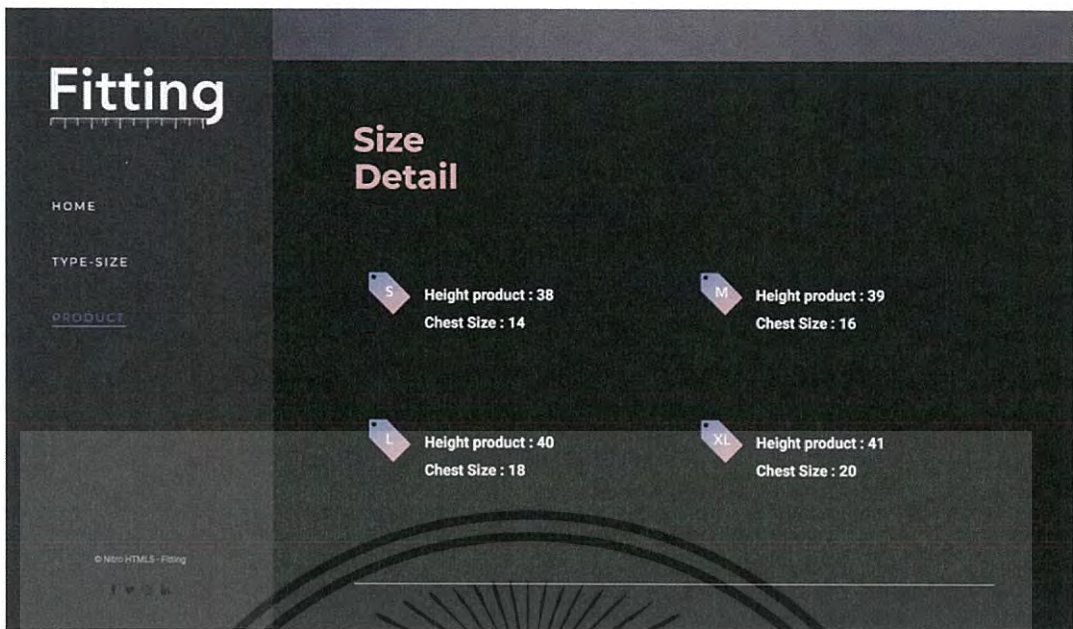 Fitting
HOME
TYPE-SIZE
PRODUCT
© Nitro HTML5 - Fitting
Size
Detail
S
Height product : 38
Chest Size : 14
M
Height product : 39
Chest Size : 16
L
Height product : 40
Chest Size : 18
XL
Height product : 41
Chest Size : 20